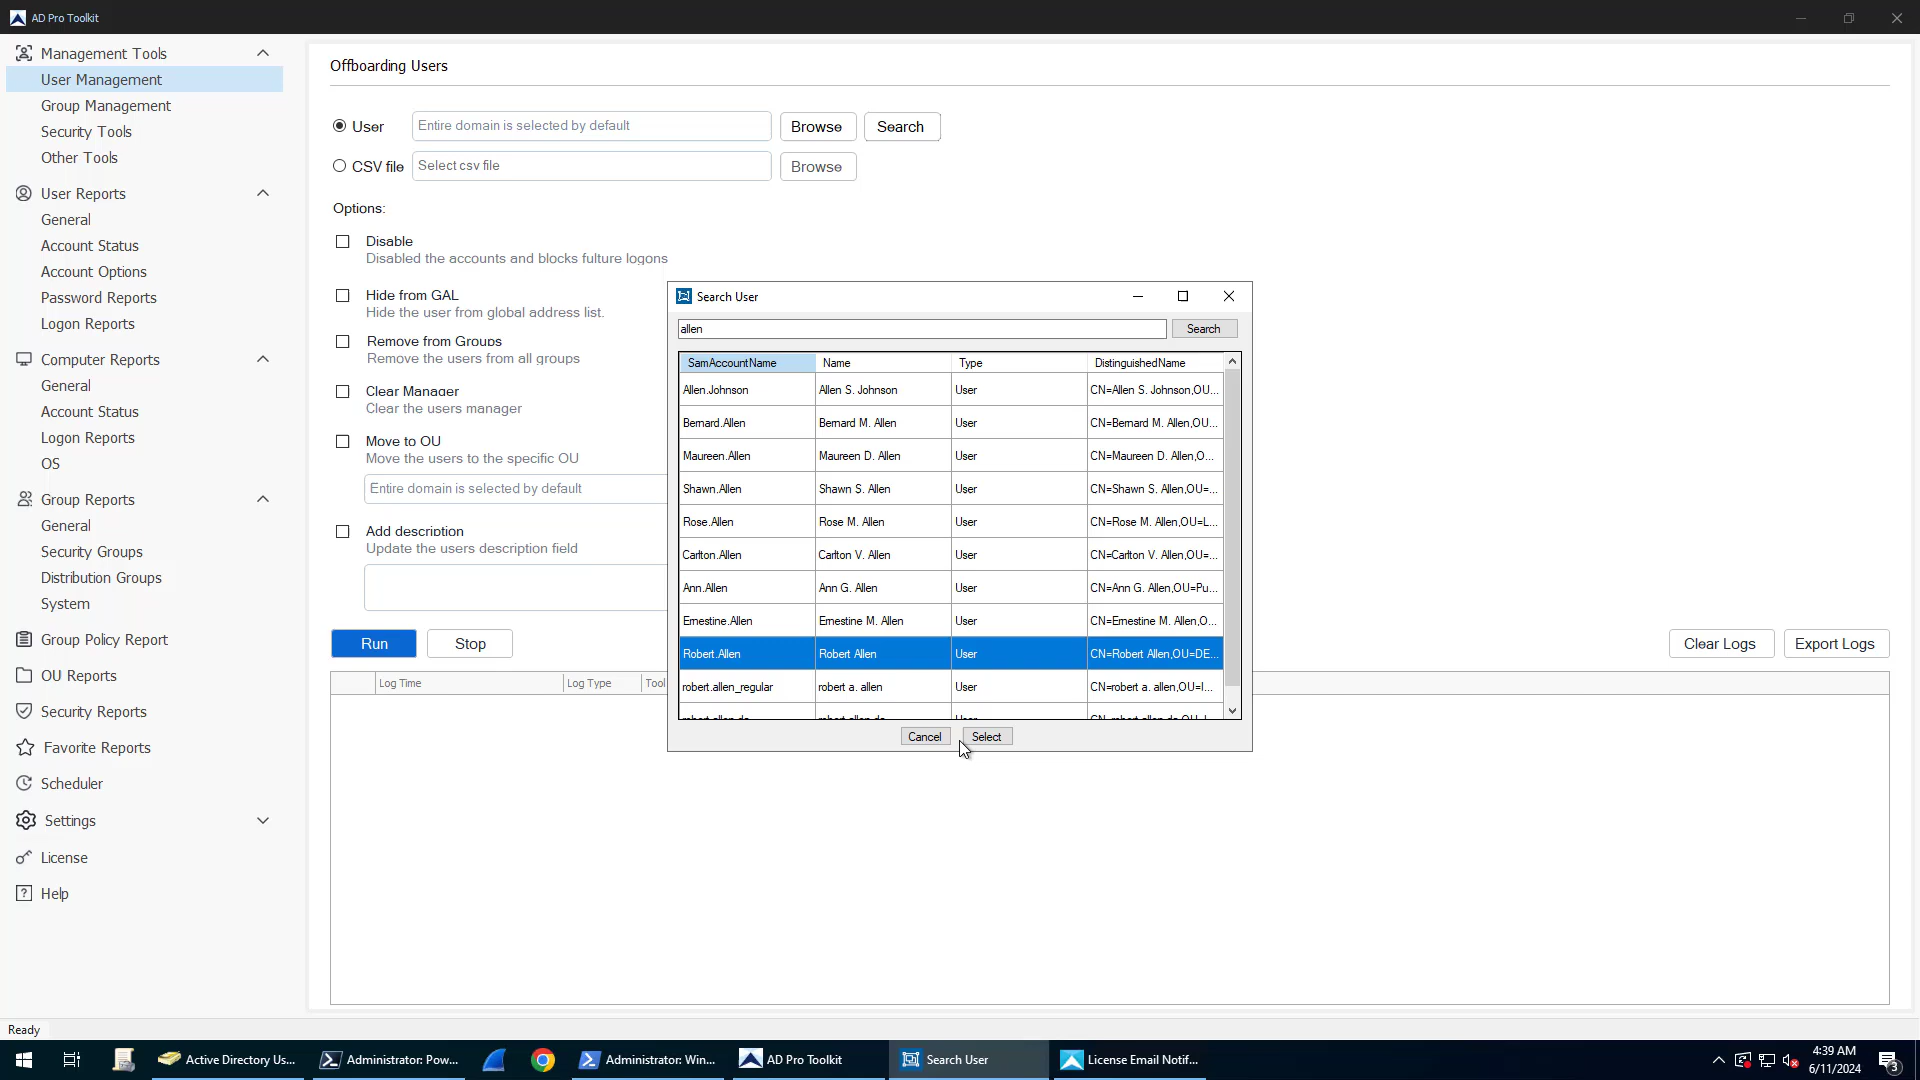 AD Pro Toolkit
Management Tools
User Management
Group Management
Security Tools
Other Tools
User Reports
General
Account Status
Account Options
Password Reports
Logon Reports
Computer Reports
General
Account Status
Logon Reports
OS
Group Reports
General
Security Groups
Distribution Groups
System
Group Policy Report
OU Reports
Security Reports
Favorite Reports
Scheduler
Settings
License
Help
Ready
Offboarding Users
User Entire domain is selected by default Browse Search
CSV file Select csv file Browse
Options:
Disable
Disabled the accounts and blocks fulture logons
Hide from GAL
Hide the user from global address list.
Remove from Groups
Remove the users from all groups
Clear Manager
Clear the users manager
Move to OU
Move the users to the specific OU
Entire domain is selected by default
Add description
Update the users description field
Run Stop Clear Logs Export Logs
Log Time Log Type Tool
Search User
allen Search
SamAccountName Name Type DistinguishedName
Allen.Johnson Allen S. Johnson User CN=Allen S. Johnson,OU...
Bernard.Allen Bernard M. Allen User CN=Bernard M. Allen,OU...
Maureen.Allen Maureen D. Allen User CN=Maureen D. Allen,O...
Shawn.Allen Shawn S. Allen User CN=Shawn S. Allen,OU=...
Rose.Allen Rose M. Allen User CN=Rose M. Allen,OU=L...
Carlton.Allen Carlton V. Allen User CN=Carlton V. Allen,OU=...
Ann.Allen Ann G. Allen User CN=Ann G. Allen,OU=Pu...
Ernestine.Allen Ernestine M. Allen User CN=Ernestine M. Allen,O...
Robert.Allen Robert Allen User CN=Robert Allen,OU=DE...
robert.allen_regular robert a. allen User CN=robert a. allen,OU=I...
Cancel Select
Active Directory Us... Administrator: Pow... Administrator: Win... AD Pro Toolkit Search User License Email Notif...
4:39 AM
6/11/2024
3